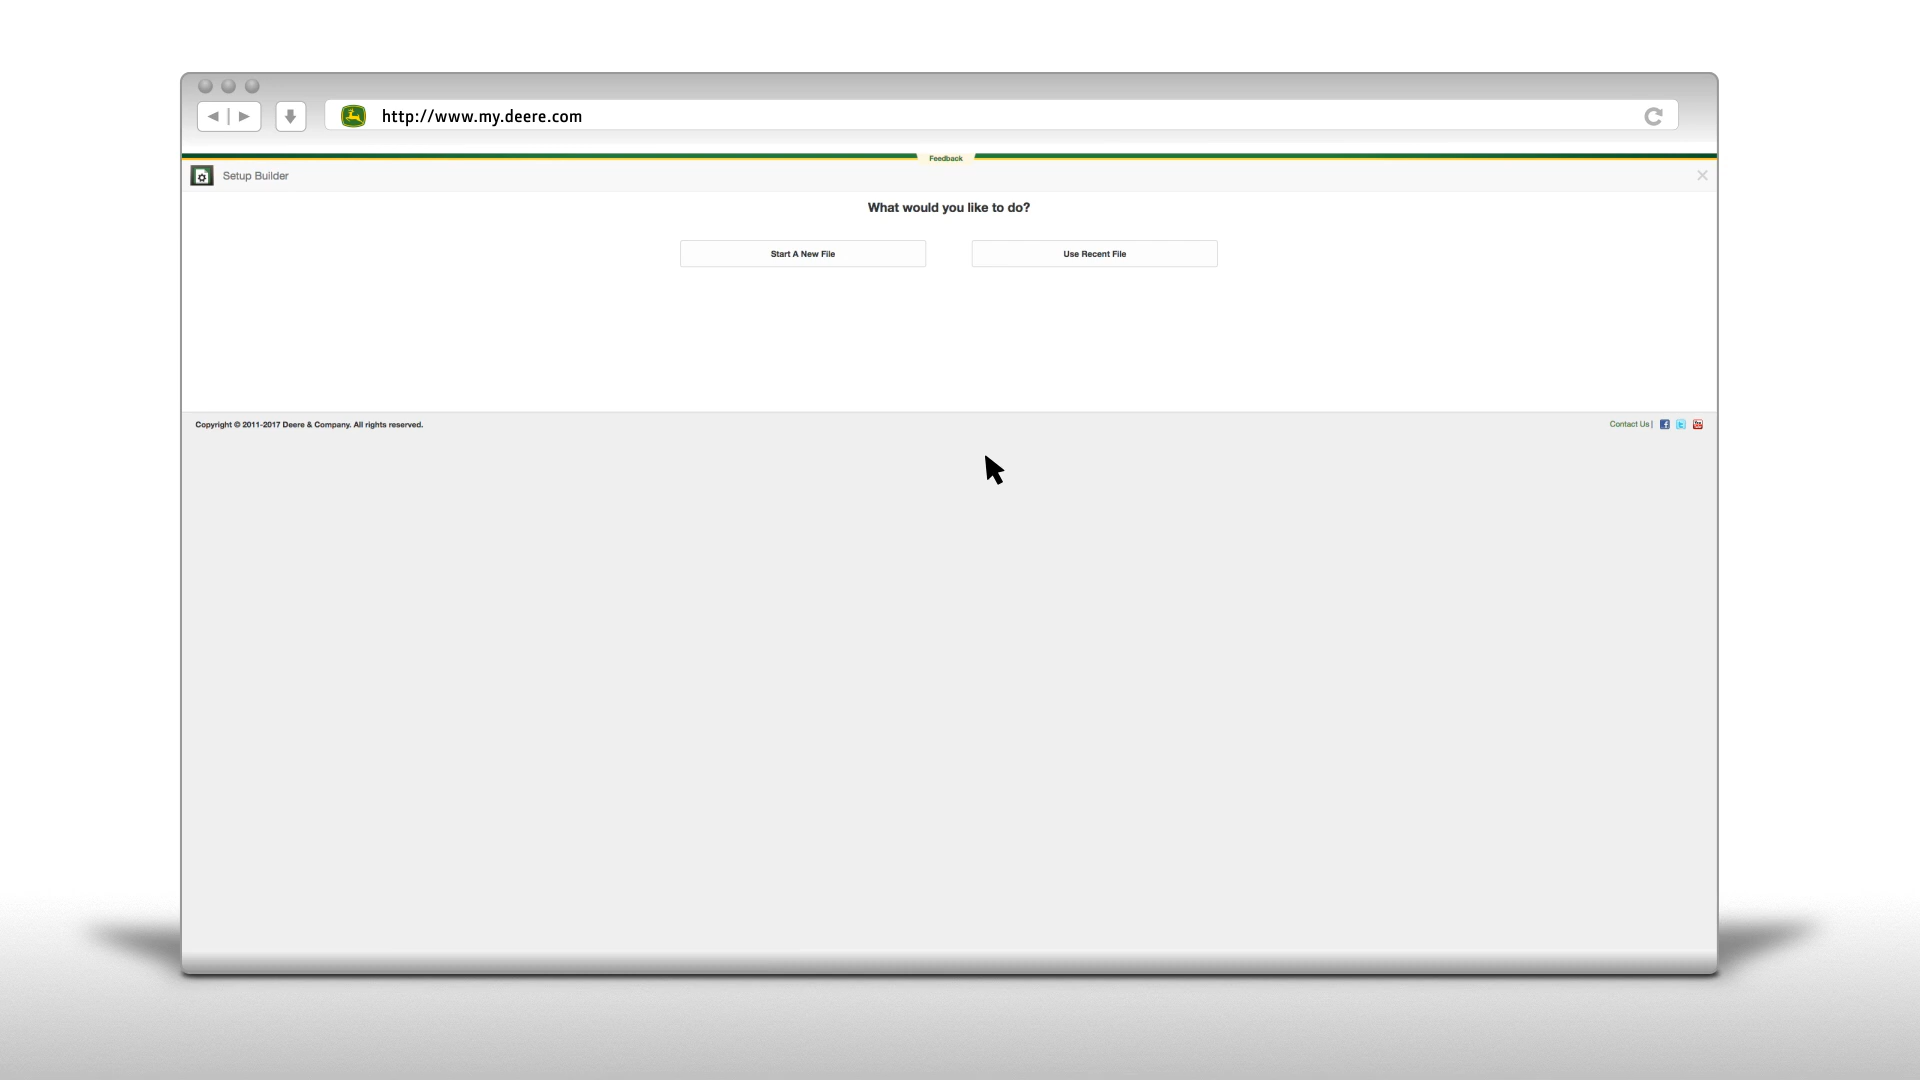 http://www.my.deere.com
Feedback
Setup Builder
What would you like to do?
Start A New File
Use Recent File
Copyright © 2011-2017 Deere & Company. All rights reserved.
Contact Us |